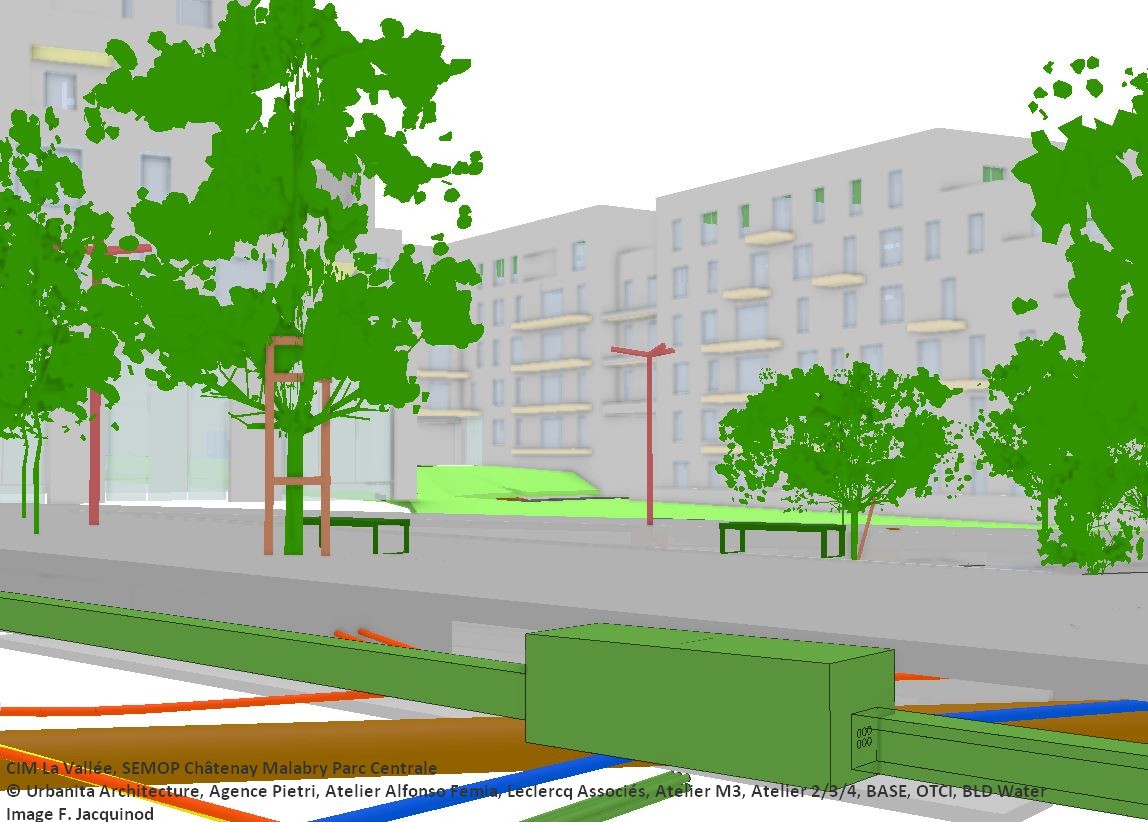 CIM La Vallée, SEMOP Châtenay Malabry Parc Centrale
© Urbanita Architecture, Agence Pietri, Atelier Alfonso Femia, Leclercq Associés, Atelier M3, Atelier 2/3/4, BASE, OTCI, BLD Water
Image F. Jacquinod